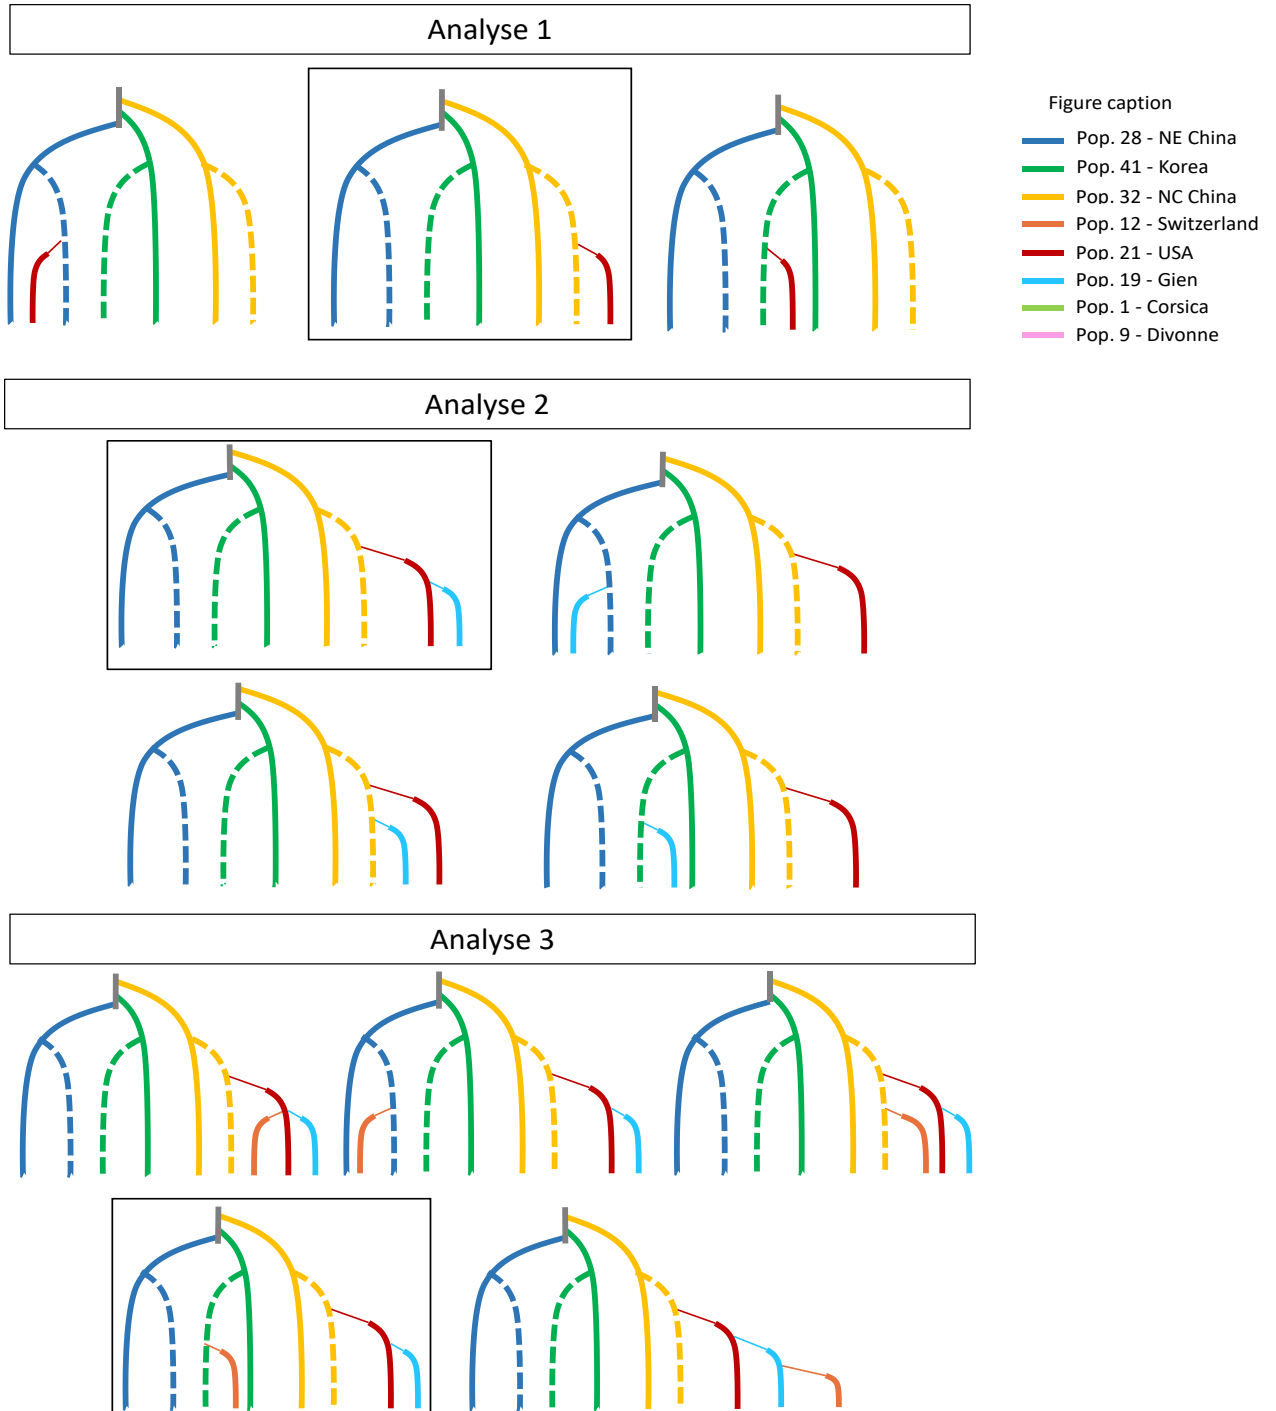 Analyse 1
Figure caption
Pop. 28 - NE China
Pop. 41 - Korea
Pop. 32 - NC China
Pop. 12 - Switzerland
Pop. 21 - USA
Pop. 19 - Gien
Pop. 1 - Corsica
Pop. 9 - Divonne
Analyse 2
Analyse 3